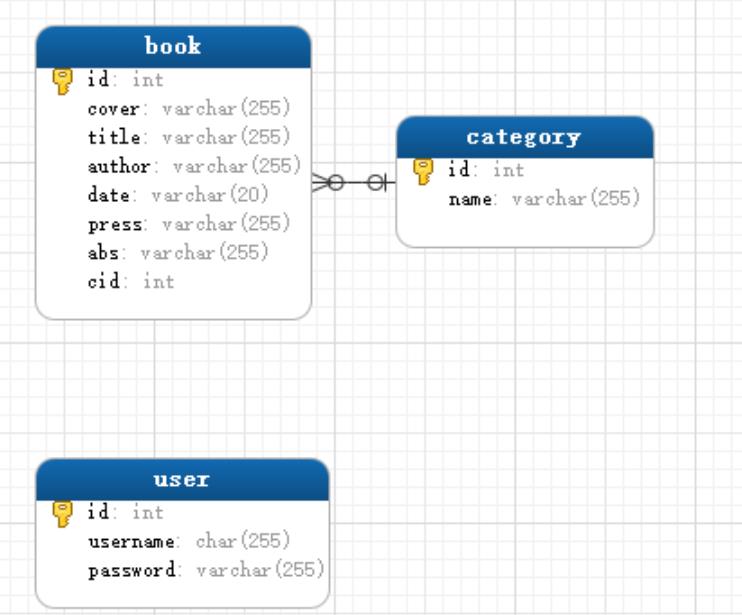 book
id: int
cover: varchar(255)
title: varchar(255)
author: varchar(255)
date: varchar(20)
press: varchar(255)
abs: varchar(255)
cid: int
category
id: int
name: varchar(255)
user
id: int
username: char(255)
password: varchar(255)